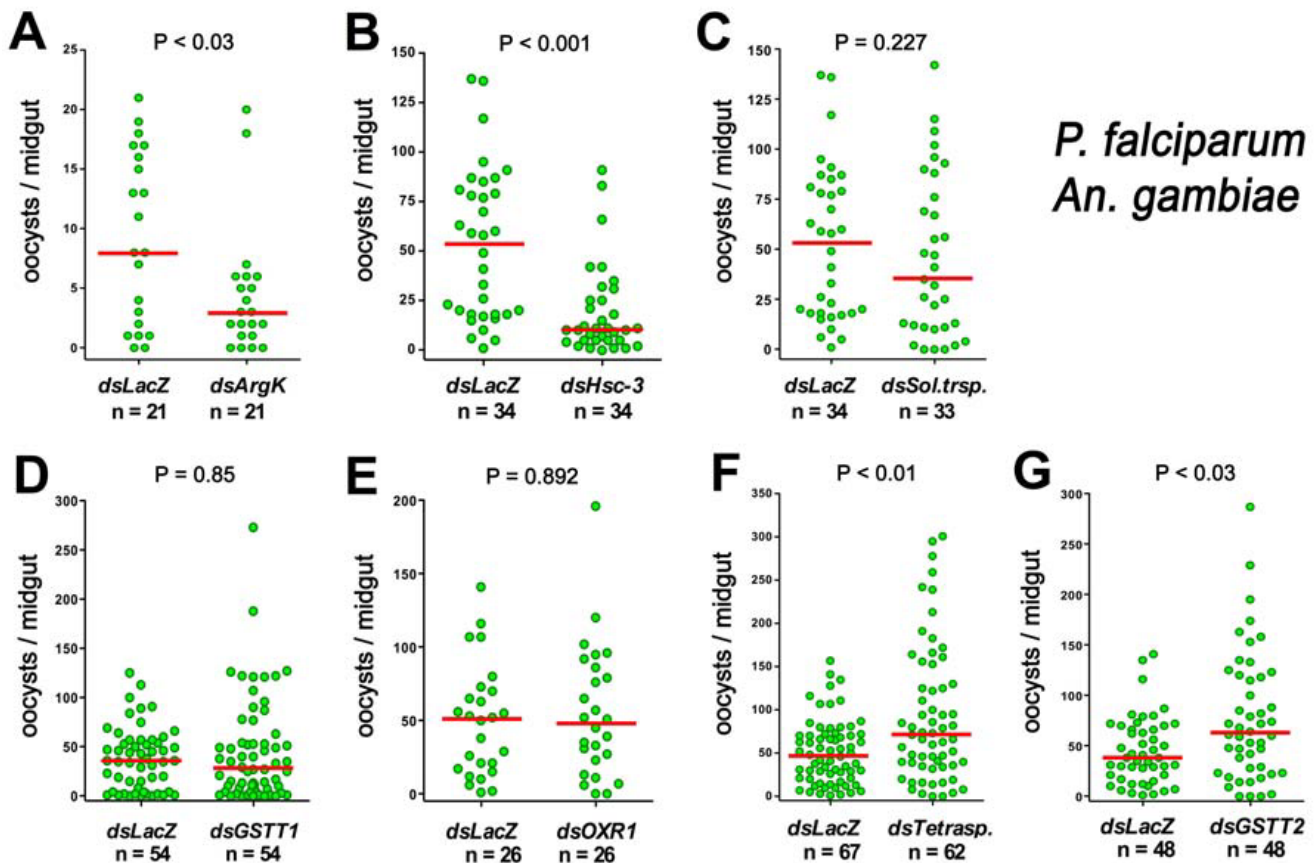 A
P < 0.03
oocysts / midgut
25
20
15
10
5
0
dsLacZ dsArgK
n = 21 n = 21
B
P < 0.001
oocysts / midgut
150
125
100
75
50
25
0
dsLacZ dsHsc-3
n = 34 n = 34
C
P = 0.227
oocysts / midgut
150
125
100
75
50
25
0
dsLacZ dsSol.trsp.
n = 34 n = 33
P. falciparum
An. gambiae
D
P = 0.85
oocysts / midgut
300
250
200
150
100
50
0
dsLacZ dsGSTT1
n = 54 n = 54
E
P = 0.892
oocysts / midgut
200
150
100
50
0
dsLacZ dsOXR1
n = 26 n = 26
F
P < 0.01
oocysts / midgut
350
300
250
200
150
100
50
0
dsLacZ dsTetrasp.
n = 67 n = 62
G
P < 0.03
oocysts / midgut
300
250
200
150
100
50
0
dsLacZ dsGSTT2
n = 48 n = 48